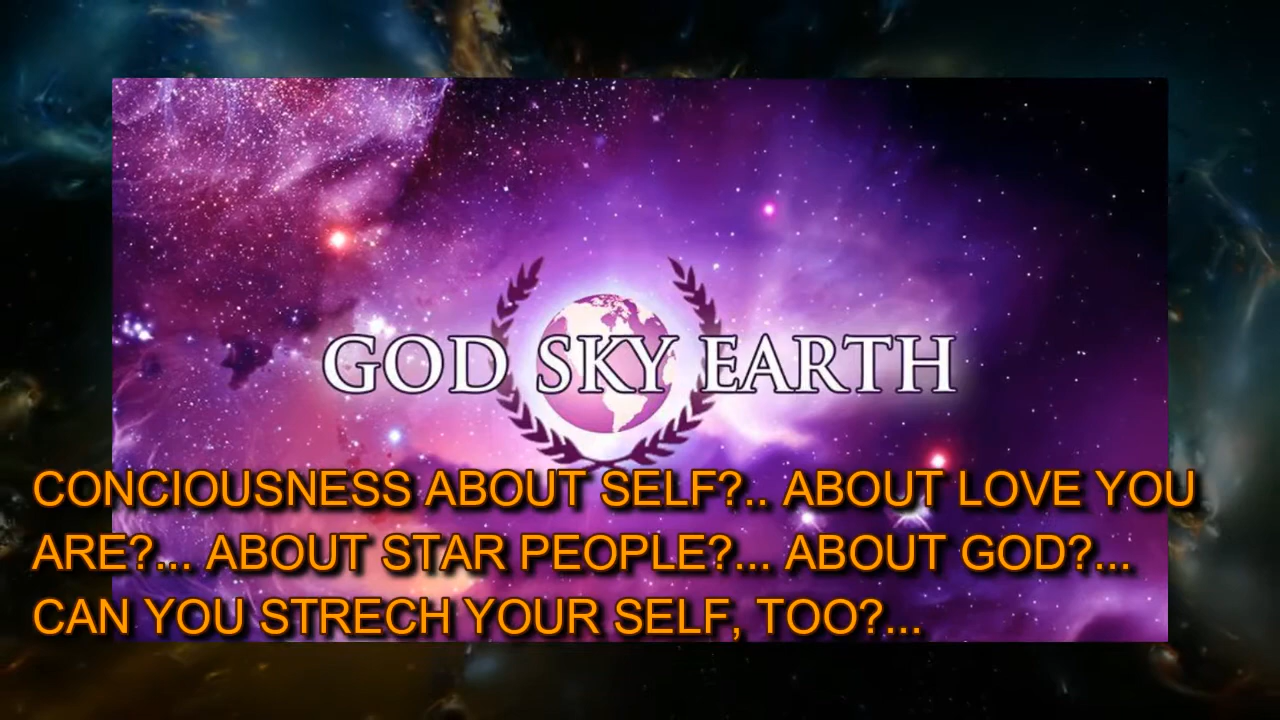 GOD SKY EARTH
CONCIOUSNESS ABOUT SELF?.. ABOUT LOVE YOU
ARE?... ABOUT STAR PEOPLE?... ABOUT GOD?...
CAN YOU STRECH YOUR SELF, TOO?...